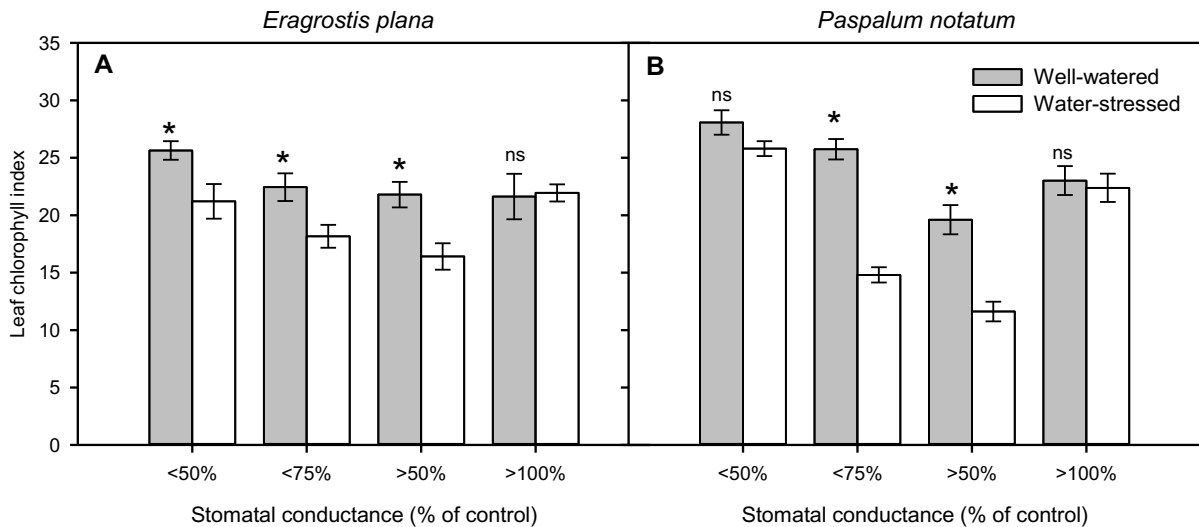 Eragrostis plana
Paspalum notatum
Leaf chlorophyll index
35
30
25
20
15
10
5
0
A
*
*
*
ns
B
ns
*
*
ns
Well-watered
Water-stressed
<50%
<75%
>50%
>100%
<50%
<75%
>50%
>100%
Stomatal conductance (% of control)
Stomatal conductance (% of control)